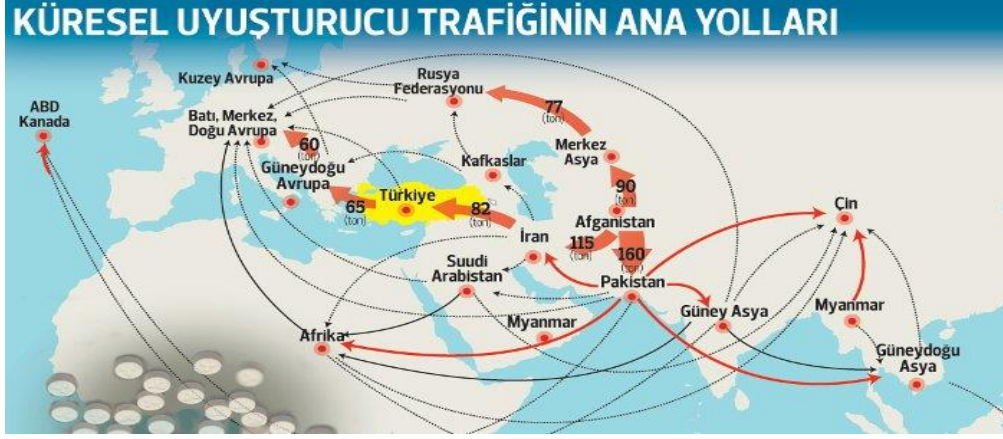 KÜRESEL UYUŞTURUCU TRAFİĞİNİN ANA YOLLARI
Kuzey Avrupa
Rusya
Federasyonu
ABD
Kanada
Batı, Merkez,
Doğu Avrupa
77
(ton)
60
(ton)
Merkez
Asya
Güneydoğu
Avrupa
Kafkaslar
90
(ton)
Türkiye
65
(ton)
82
(ton)
Afganistan
Çin
İran
115
(ton)
160
(ton)
Suudi
Arabistan
Pakistan
Güney Asya
Myanmar
Myanmar
Afrika
Güneydoğu
Asya